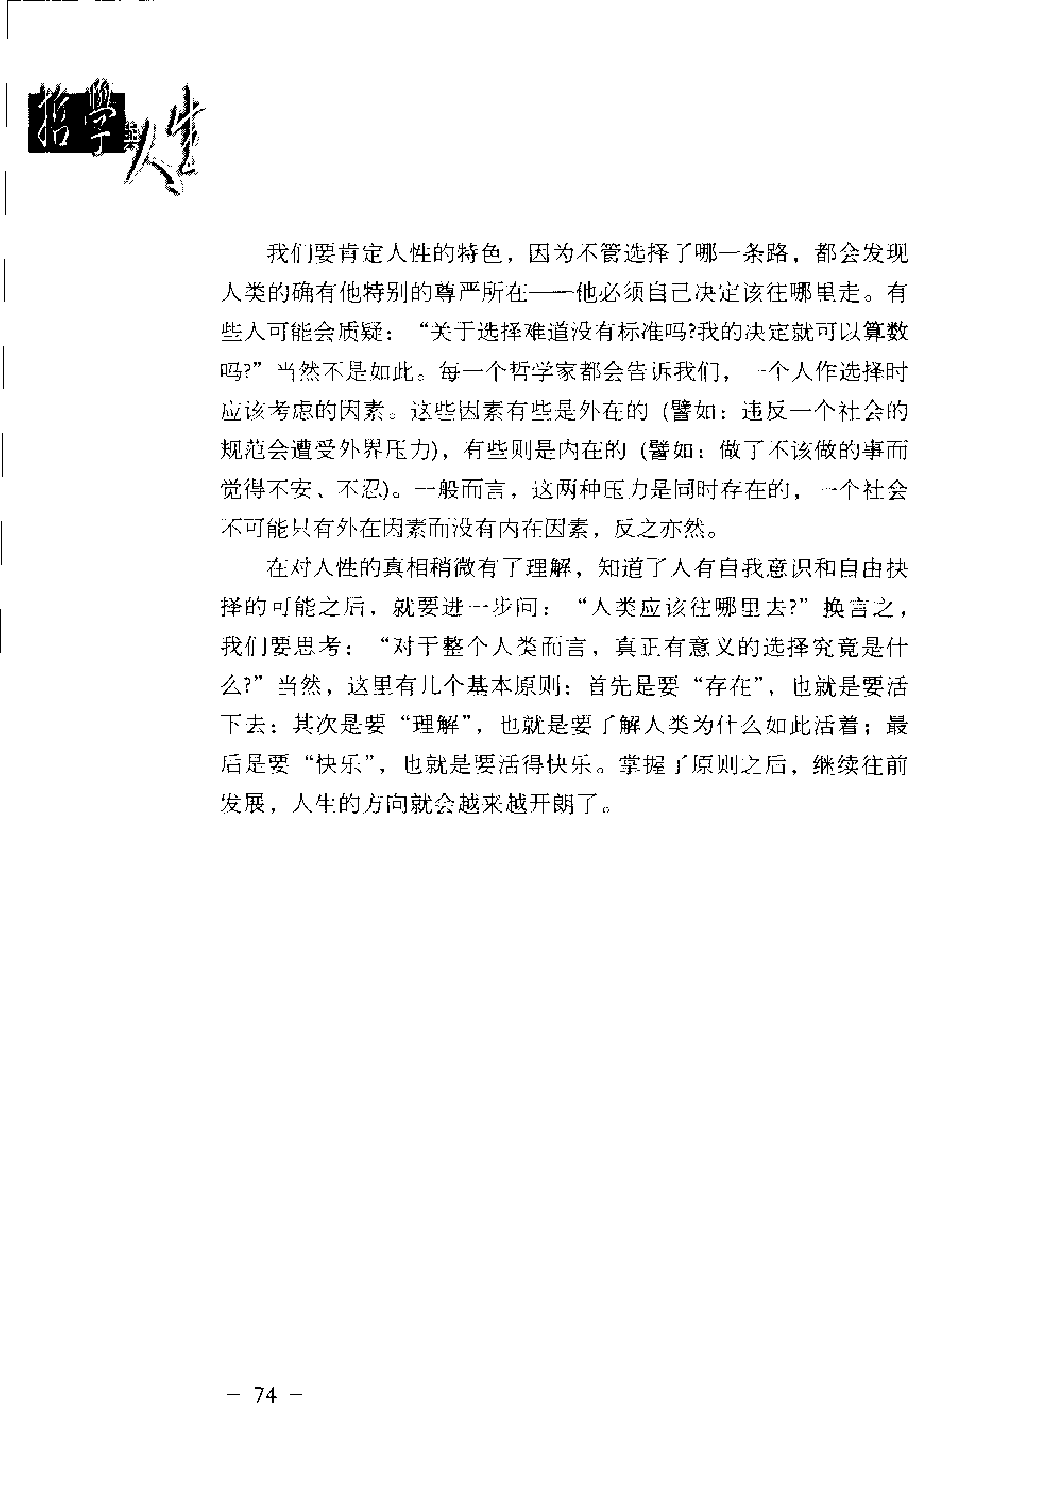 哲學與人生
我们要肯定人性的特色，因为不管选择了哪一条路，都会发现
人类的确有他特别的尊严所在——他必须自己决定该往哪里走。有
些人可能会质疑：“关于选择难道没有标准吗?我的决定就可以算数
吗?”当然不是如此。每一个哲学家都会告诉我们，一个人作选择时
应该考虑的因素。这些因素有些是外在的 (譬如：违反一个社会的
规范会遭受外界压力)，有些则是内在的 (譬如：做了不该做的事而
觉得不安、不忍)。一般而言，这两种压力是同时存在的，一个社会
不可能只有外在因素而没有内在因素，反之亦然。
在对人性的真相稍微有了理解，知道了人有自我意识和自由抉
择的可能之后，就要进一步问：“人类应该往哪里去?”换言之，
我们要思考：“对于整个人类而言，真正有意义的选择究竟是什
么?”当然，这里有几个基本原则：首先是要“存在”，也就是要活
下去；其次是要“理解”，也就是要了解人类为什么如此活着；最
后是要“快乐”，也就是要活得快乐。掌握了原则之后，继续往前
发展，人生的方向就会越来越开朗了。
- 74 -